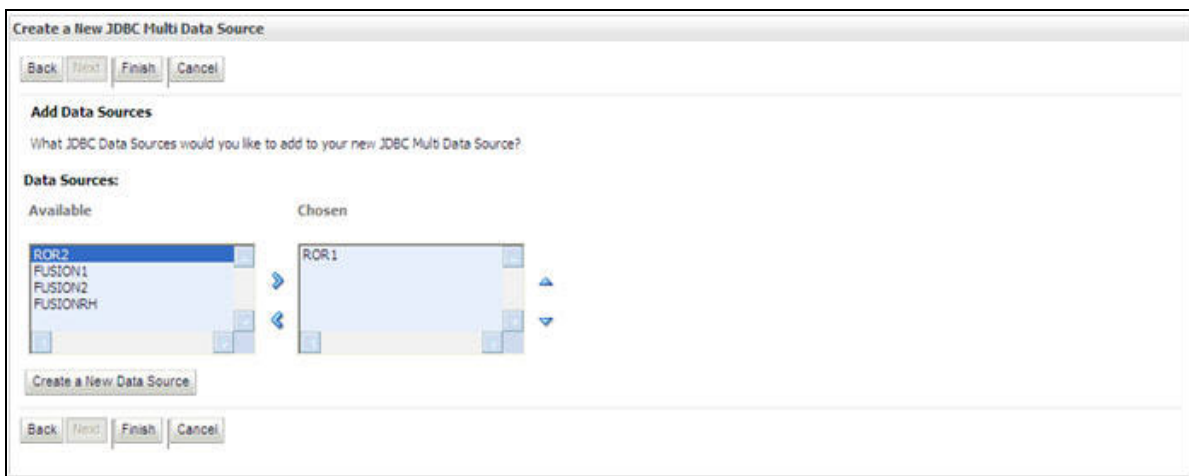 Create a New JDBC Multi Data Source
Back Next Finish Cancel
Add Data Sources
What JDBC Data Sources would you like to add to your new JDBC Multi Data Source?
Data Sources:
Available Chosen
ROR2 ROR1
FUSION1
FUSION2
FUSIONRH
Create a New Data Source
Back Next Finish Cancel